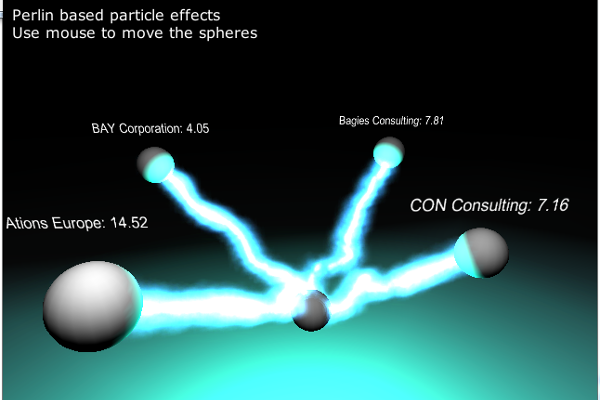 Perlin based particle effects
Use mouse to move the spheres
BAY Corporation: 4.05
Bagies Consulting: 7.81
CON Consulting: 7.16
Ations Europe: 14.52